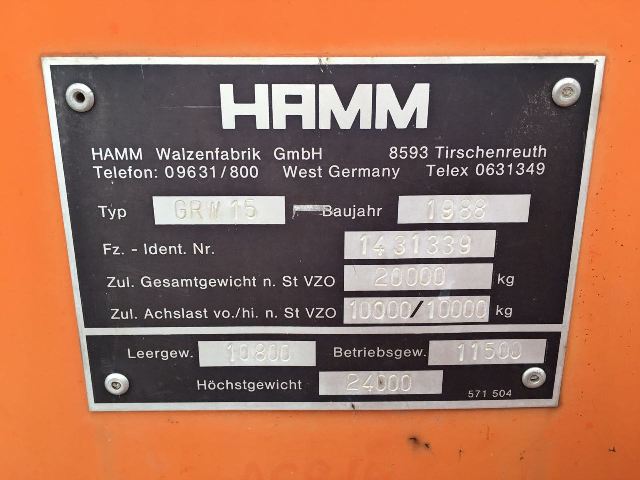 HAMM
HAMM Walzenfabrik GmbH 8593 Tirschenreuth
Telefon: 09631/800 West Germany Telex 0631349
Typ GRW 15 Baujahr 1988
Fz. - Ident. Nr. 1431339
Zul. Gesamtgewicht n. St VZO 20000 kg
Zul. Achslast vo./hi. n. St VZO 10000/10000 kg
Leergew. 10800 Betriebsgew. 11500
Höchstgewicht 24000
571 504